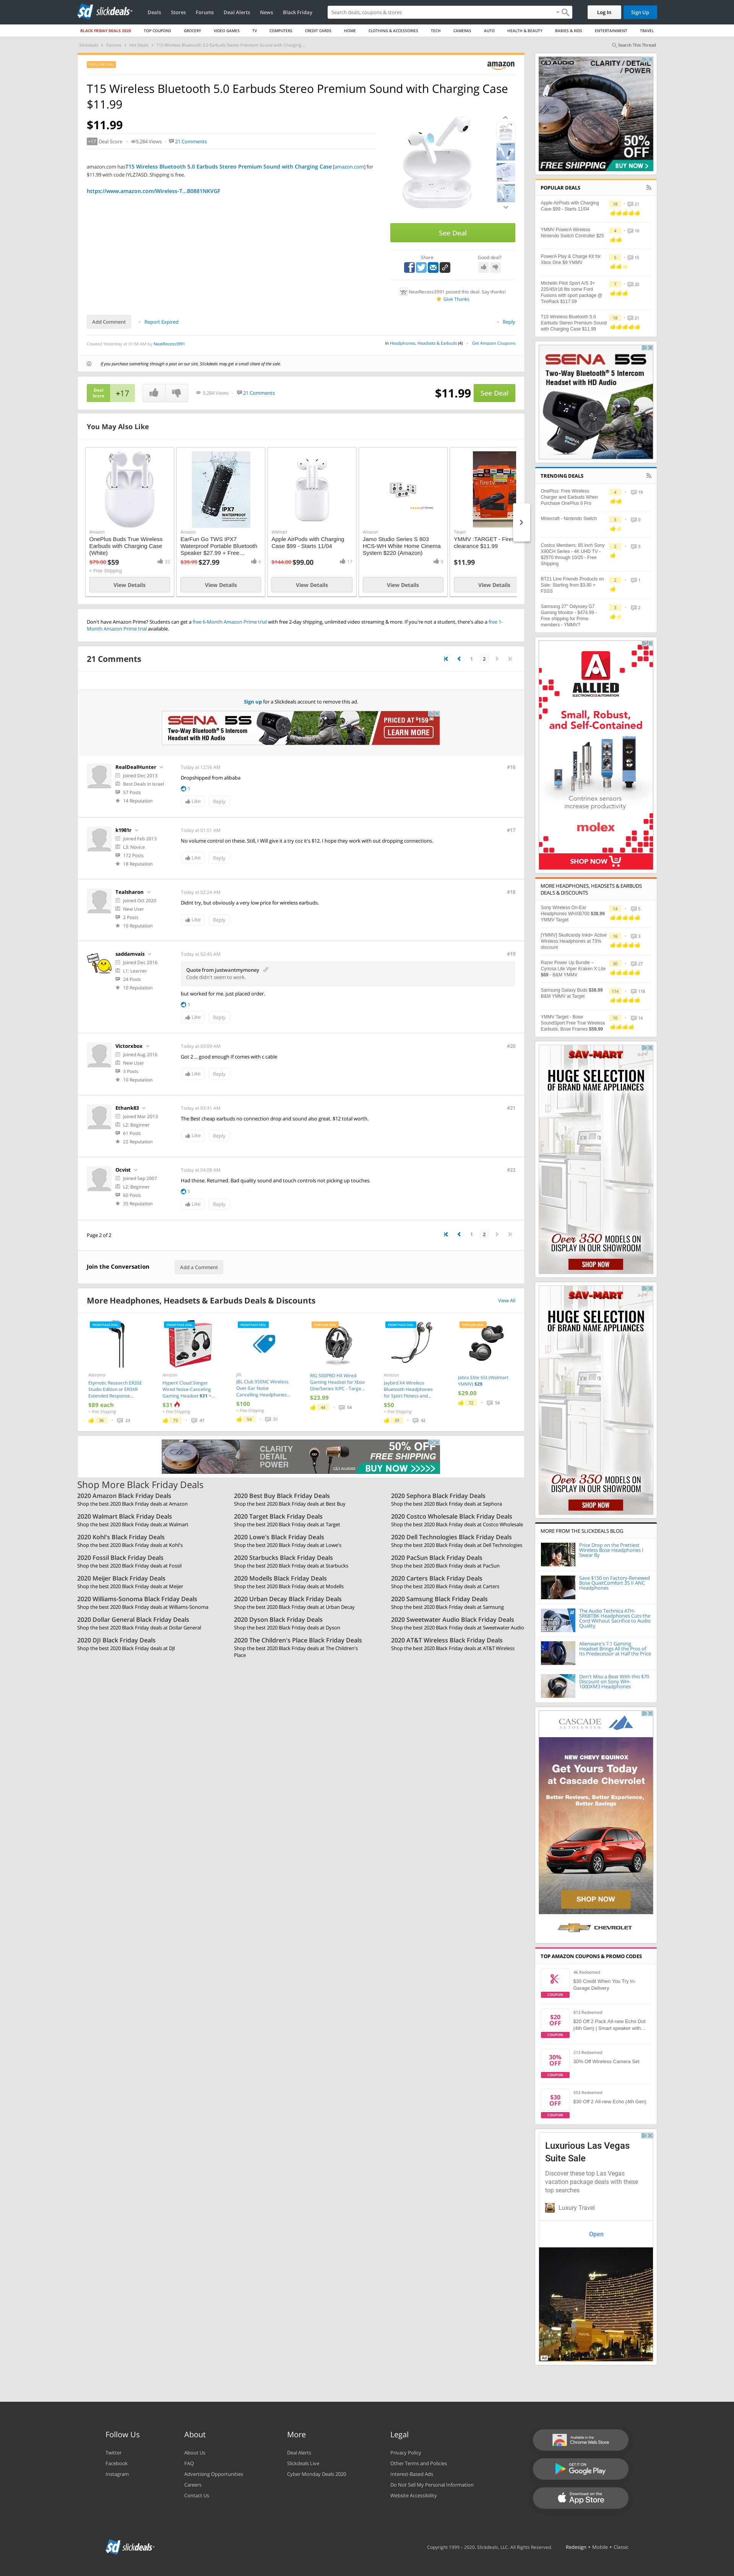 slickdeals
Deals Stores Forums Deal Alerts News Black Friday
Search deals, coupons & stores
Log In
Sign Up
BLACK FRIDAY DEALS 2020 TOP COUPONS GROCERY VIDEO GAMES TV COMPUTERS CREDIT CARDS HOME CLOTHING & ACCESSORIES TECH CAMERAS AUTO HEALTH & BEAUTY BABIES & KIDS ENTERTAINMENT TRAVEL
Slickdeals > Forums > Hot Deals > T15 Wireless Bluetooth 5.0 Earbuds Stereo Premium Sound with Charging...
Search This Thread
amazon
T15 Wireless Bluetooth 5.0 Earbuds Stereo Premium Sound with Charging Case
$11.99
$11.99
+17 Deal Score 9,284 Views 21 Comments
amazon.com has T15 Wireless Bluetooth 5.0 Earbuds Stereo Premium Sound with Charging Case [amazon.com] for
$11.99 with code IYLZ7ASD. Shipping is free.
https://www.amazon.com/Wireless-T...B0881NKVGF
See Deal
Share
Good deal?
NeatRecess3991 posted this deal. Say thanks!
Give Thanks
Add Comment
Report Expired
Reply
Created Yesterday at 01:58 AM by NeatRecess3991
in Headphones, Headsets & Earbuds (4)
Get Amazon Coupons
If you purchase something through a post on our site, Slickdeals may get a small share of the sale.
Deal Score
+17
9,284 Views
21 Comments
$11.99
See Deal
You May Also Like
Amazon
OnePlus Buds True Wireless Earbuds with Charging Case (White)
$79.00 $59
+ Free Shipping
View Details
IPX7
WATERPROOF
Amazon
EarFun Go TWS IPX7 Waterproof Portable Bluetooth Speaker $27.99 + Free...
$39.99 $27.99
View Details
Walmart
Apple AirPods with Charging Case $99 - Starts 11/04
$144.00 $99.00
View Details
Amazon
Jamo Studio Series S 803 HCS-WH White Home Cinema System $220 (Amazon)
View Details
Target
YMMV :TARGET - Fire
clearance $11.99
$11.99
View Details
Don't have Amazon Prime? Students can get a free 6-Month Amazon Prime trial with free 2-day shipping, unlimited video streaming & more. If you're not a student, there's also a free 1-
Month Amazon Prime trial available.
21 Comments
1 2
Sign up for a Slickdeals account to remove this ad.
SENA 5S
Two-Way Bluetooth Intercom
Headset with HD Audio
PRICED AT $159
LEARN MORE
RealDealHunter
Joined Dec 2013
Best Deals in Israel
57 Posts
14 Reputation
Today at 12:56 AM
#16
Dropshipped from alibaba
1
Like Reply
k1981r
Joined Feb 2013
L3: Novice
172 Posts
18 Reputation
Today at 01:51 AM
#17
No volume control on these. Still, I Will give it a try coz it's $12. I hope they work with out dropping connections.
Like Reply
Tealsharon
Joined Oct 2020
New User
2 Posts
10 Reputation
Today at 02:24 AM
#18
Didnt try, but obviously a very low price for wireless earbuds.
Like Reply
saddamvais
Joined Dec 2016
L1: Learner
24 Posts
10 Reputation
Today at 02:45 AM
#19
Quote from justwantmymoney
Code didn't seem to work.
but worked for me. just placed order.
1
Like Reply
Victorxbox
Joined Aug 2016
New User
3 Posts
10 Reputation
Today at 03:09 AM
#20
Got 2.... good enough if comes with c cable
Like Reply
Ethank83
Joined Mar 2013
L2: Beginner
61 Posts
22 Reputation
Today at 03:31 AM
#21
The Best cheap earbuds no connection drop and sound also great. $12 total worth.
Like Reply
Ocvist
Joined Sep 2007
L2: Beginner
60 Posts
35 Reputation
Today at 04:08 AM
#22
Had those. Returned. Bad quality sound and touch controls not picking up touches.
1
Like Reply
Page 2 of 2
1 2
Join the Conversation
Add a Comment
More Headphones, Headsets & Earbuds Deals & Discounts
View All
Adorama
Etymotic Research ER3SE Studio Edition or ER3XR Extended Response...
$89 each
+ Free Shipping
Amazon
HyperX Cloud Stinger Wired Noise-Canceling Gaming Headset $31 +...
$31
+ Free Shipping
JBL
JBL Club 950NC Wireless Over-Ear Noise Cancelling Headphones...
$100
+ Free Shipping
RIG 500PRO HX Wired Gaming Headset for Xbox One/Series X/PC - Targe...
$23.99
Amazon
Jaybird X4 Wireless Bluetooth Headphones for Sport Fitness and...
$50
+ Free Shipping
Jabra Elite 65t (Walmart YMMV) $29
$29.00
CLARITY
DETAIL
POWER
50% OFF
FREE SHIPPING
BUY NOW
Shop More Black Friday Deals
2020 Amazon Black Friday Deals
Shop the best 2020 Black Friday deals at Amazon
2020 Best Buy Black Friday Deals
Shop the best 2020 Black Friday deals at Best Buy
2020 Sephora Black Friday Deals
Shop the best 2020 Black Friday deals at Sephora
2020 Walmart Black Friday Deals
Shop the best 2020 Black Friday deals at Walmart
2020 Target Black Friday Deals
Shop the best 2020 Black Friday deals at Target
2020 Costco Wholesale Black Friday Deals
Shop the best 2020 Black Friday deals at Costco Wholesale
2020 Kohl's Black Friday Deals
Shop the best 2020 Black Friday deals at Kohl's
2020 Lowe's Black Friday Deals
Shop the best 2020 Black Friday deals at Lowe's
2020 Dell Technologies Black Friday Deals
Shop the best 2020 Black Friday deals at Dell Technologies
2020 Fossil Black Friday Deals
Shop the best 2020 Black Friday deals at Fossil
2020 Starbucks Black Friday Deals
Shop the best 2020 Black Friday deals at Starbucks
2020 PacSun Black Friday Deals
Shop the best 2020 Black Friday deals at PacSun
2020 Meijer Black Friday Deals
Shop the best 2020 Black Friday deals at Meijer
2020 Modells Black Friday Deals
Shop the best 2020 Black Friday deals at Modells
2020 Carters Black Friday Deals
Shop the best 2020 Black Friday deals at Carters
2020 Williams-Sonoma Black Friday Deals
Shop the best 2020 Black Friday deals at Williams-Sonoma
2020 Urban Decay Black Friday Deals
Shop the best 2020 Black Friday deals at Urban Decay
2020 Samsung Black Friday Deals
Shop the best 2020 Black Friday deals at Samsung
2020 Dollar General Black Friday Deals
Shop the best 2020 Black Friday deals at Dollar General
2020 Dyson Black Friday Deals
Shop the best 2020 Black Friday deals at Dyson
2020 Sweetwater Audio Black Friday Deals
Shop the best 2020 Black Friday deals at Sweetwater Audio
2020 DJI Black Friday Deals
Shop the best 2020 Black Friday deals at DJI
2020 The Children's Place Black Friday Deals
Shop the best 2020 Black Friday deals at The Children's
Place
2020 AT&T Wireless Black Friday Deals
Shop the best 2020 Black Friday deals at AT&T Wireless
GQ AUDIO
CLARITY / DETAIL
/ POWER
50%
OFF
FREE SHIPPING
BUY NOW
POPULAR DEALS
Apple AirPods with Charging
Case $99 - Starts 11/04
YMMV PowerA Wireless
Nintendo Switch Controller $25
PowerA Play & Charge Kit for
Xbox One $9 YMMV
Michelin Pilot Sport A/S 3+
225/45/r18 fits some Ford
Fusions with sport package @
TireRack $117.59
T15 Wireless Bluetooth 5.0
Earbuds Stereo Premium Sound
with Charging Case $11.99
SENA 5S
Two-Way Bluetooth® 5 Intercom
Headset with HD Audio
TRENDING DEALS
OnePlus: Free Wireless
Charger and Earbuds When
Purchase OnePlus 8 Pro
Minecraft - Nintendo Switch
Costco Members: 85 inch Sony
X90CH Series - 4K UHD TV -
$2570 through 10/25 - Free
Shipping
BT21 Line Friends Products on
Sale: Starting from $3.90 +
FSSS
Samsung 27" Odyssey G7
Gaming Monitor - $474.99 -
Free shipping for Prime
members - YMMV?
ALLIED
ELECTRONICS & AUTOMATION
Small, Robust,
and Self-Contained
Contrinex sensors
increase productivity
molex
SHOP NOW
MORE HEADPHONES, HEADSETS & EARBUDS
DEALS & DISCOUNTS
Sony Wireless On-Ear
Headphones WHXB700 $38.98
YMMV Target
[YMMV] Skullcandy Inkd+ Active
Wireless Headphones at 73%
discount
Razer Power Up Bundle –
Cynosa Lite Viper Kraken X Lite
$69 - B&M YMMV
Samsung Galaxy Buds $38.99
B&M YMMV at Target
YMMV Target - Bose
SoundSport Free True Wireless
Earbuds, Bose Frames $59.99
SAV-MART
HUGE SELECTION
OF BRAND NAME APPLIANCES
Over 350 MODELS ON
DISPLAY IN OUR SHOWROOM
SHOP NOW
SAV-MART
HUGE SELECTION
OF BRAND NAME APPLIANCES
Over 350 MODELS ON
DISPLAY IN OUR SHOWROOM
SHOP NOW
MORE FROM THE SLICKDEALS BLOG
Price Drop on the Prettiest
Wireless Bose Headphones I
Swear By
Save $150 on Factory-Renewed
Bose QuietComfort 35 II ANC
Headphones
The Audio Technica ATH-
SR6BTBK Headphones Cuts the
Cord Without Sacrifice to Audio
Quality
Alienware's 7.1 Gaming
Headset Brings All the Pros of
Its Predecessor at Half the Price
Don't Miss a Beat With this $70
Discount on Sony WH-
1000XM3 Headphones
CASCADE
AUTOCENTER
NEW CHEVY EQUINOX
Get Yours Today
at Cascade Chevrolet
Better Reviews, Better Experience,
Better Savings
SHOP NOW
CHEVROLET
TOP AMAZON COUPONS & PROMO CODES
4k Redeemed
$30 Credit When You Try In-
Garage Delivery
COUPON
$20
OFF
813 Redeemed
$20 Off 2 Pack All-new Echo Dot
(4th Gen) | Smart speaker with...
COUPON
30%
OFF
213 Redeemed
30% Off Wireless Camera Set
COUPON
$30
OFF
553 Redeemed
$30 Off 2 All-new Echo (4th Gen)
COUPON
Luxurious Las Vegas
Suite Sale
Discover these top Las Vegas
vacation package deals with these
top searches
Luxury Travel
Open
Ad
Follow Us
Twitter
Facebook
Instagram
About
About Us
FAQ
Advertising Opportunities
Careers
Contact Us
More
Deal Alerts
Slickdeals Live
Cyber Monday Deals 2020
Legal
Privacy Policy
Other Terms and Policies
Interest-Based Ads
Do Not Sell My Personal Information
Website Accessibility
Available in the
Chrome Web Store
GET IT ON
Google Play
Download on the
App Store
slickdeals
Copyright 1999 - 2020. Slickdeals, LLC. All Rights Reserved.
Redesign • Mobile • Classic